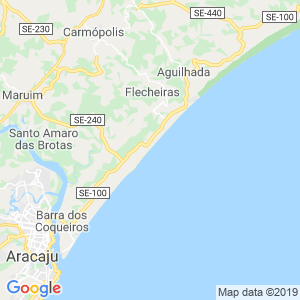 SE-440
SE-100
SE-230
Carmópolis
Aguilhada
Flecheiras
Maruim
SE-240
Santo Amaro
das Brotas
SE-100
Barra dos
Coqueiros
Aracaju
Google
Map data ©2019